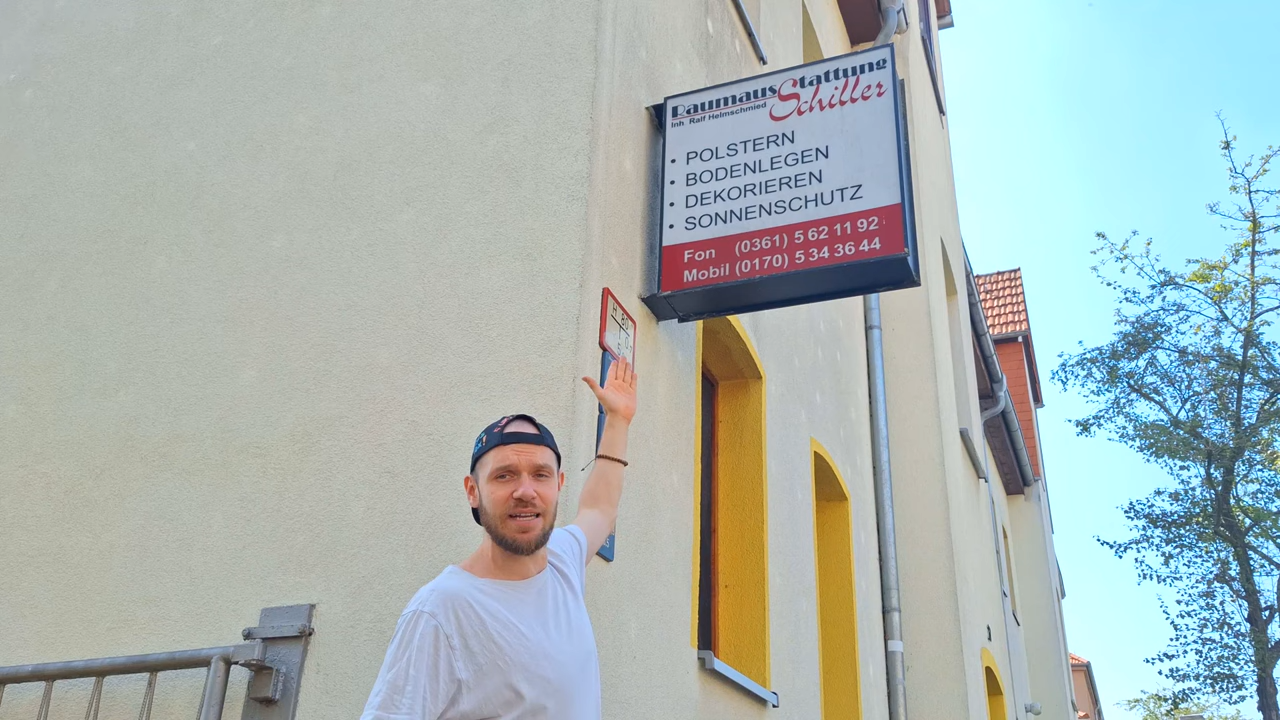 Raumausstattung
Schiller
Inh Ralf Helmschmied
• POLSTERN
• BODENLEGEN
• DEKORIEREN
• SONNENSCHUTZ
Fon (0361) 5 62 11 92
Mobil (0170) 5 34 36 44
H 80